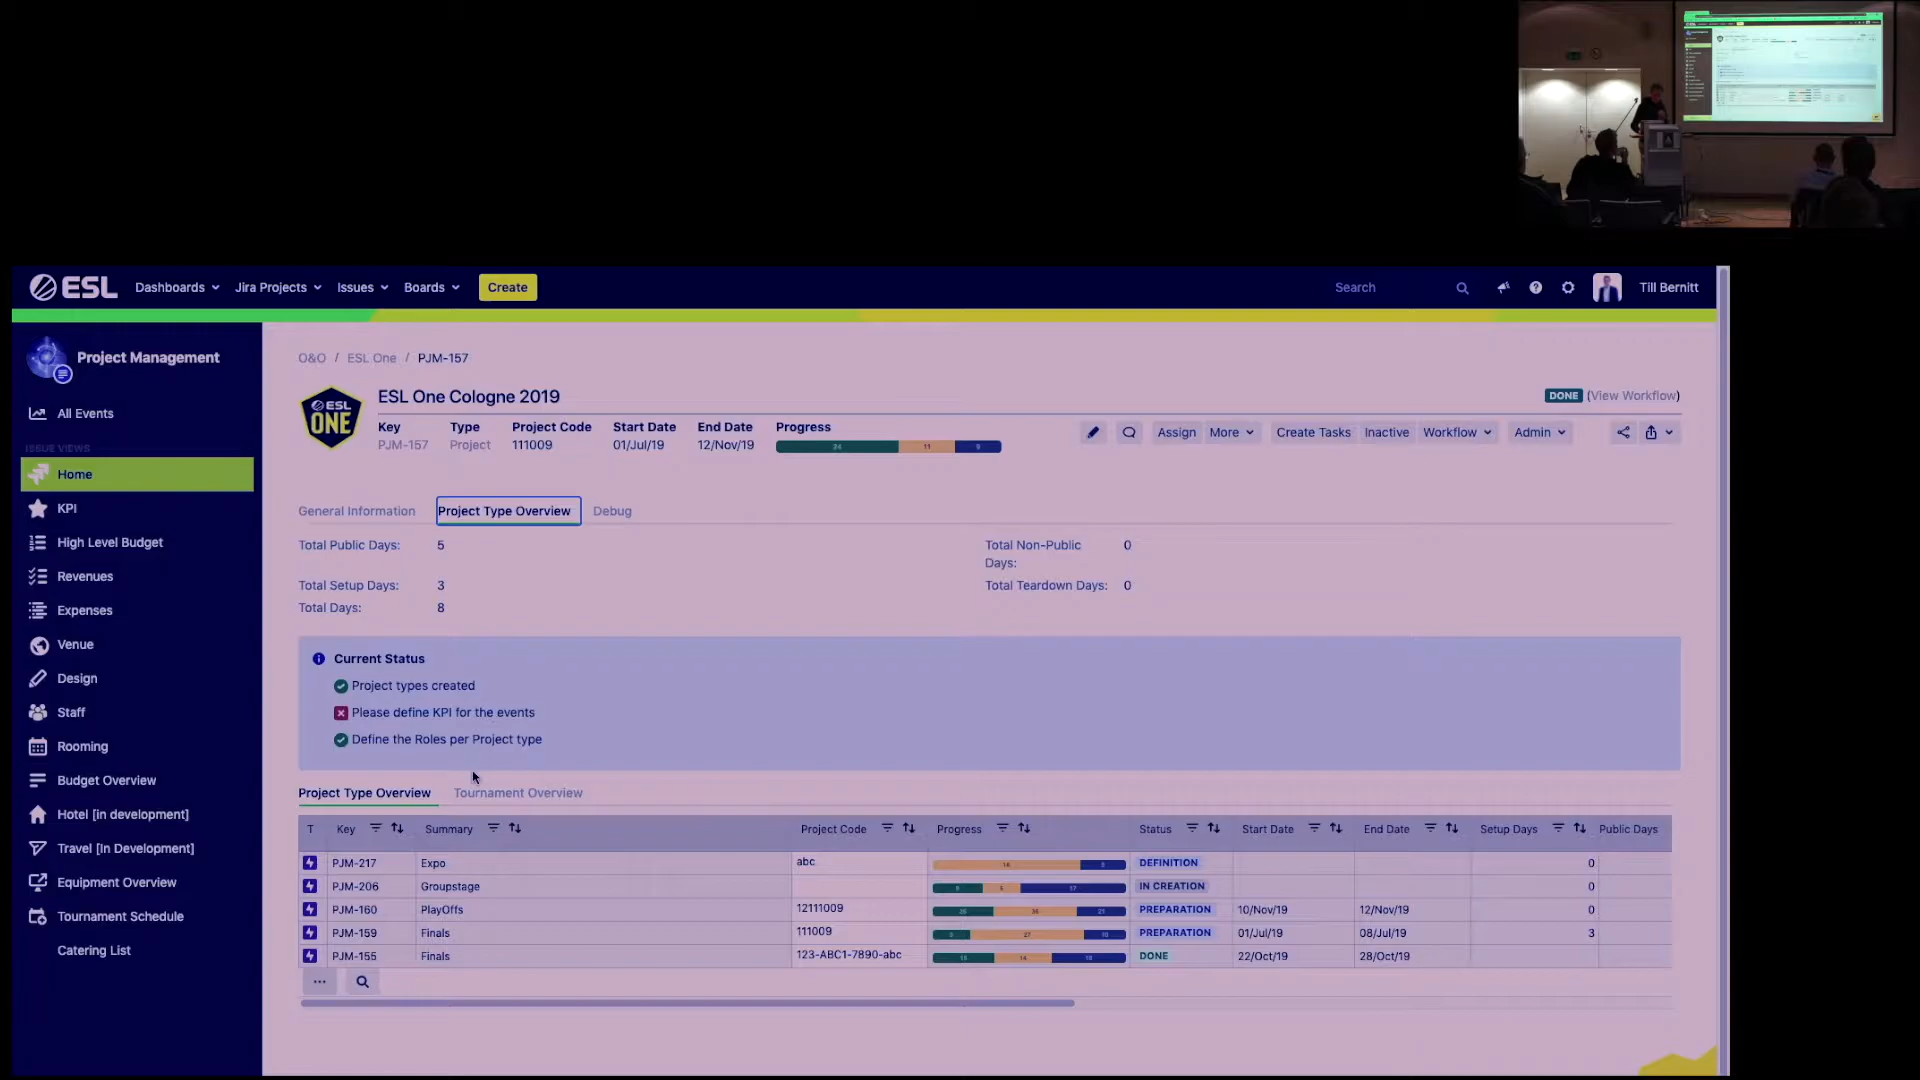 ESL Dashboards Jira Projects Issues Boards Create Search Till Bernitt
Project Management
All Events
ISSUE VIEWS
Home
KPI
High Level Budget
Revenues
Expenses
Venue
Design
Staff
Rooming
Budget Overview
Hotel [in development]
Travel [In Development]
Equipment Overview
Tournament Schedule
Catering List
O&O / ESL One / PJM-157
ESL ONE
ESL One Cologne 2019
DONE (View Workflow)
Key Type Project Code Start Date End Date Progress
PJM-157 Project 111009 01/Jul/19 12/Nov/19
Assign More Create Tasks Inactive Workflow Admin
General Information Project Type Overview Debug
Total Public Days: 5 Total Non-Public Days: 0
Total Setup Days: 3 Total Teardown Days: 0
Total Days: 8
Current Status
Project types created
Please define KPI for the events
Define the Roles per Project type
Project Type Overview Tournament Overview
T Key Summary Project Code Progress Status Start Date End Date Setup Days Public Days
PJM-217 Expo abc DEFINITION 0
PJM-206 Groupstage IN CREATION 0
PJM-160 PlayOffs 12111009 PREPARATION 10/Nov/19 12/Nov/19 0
PJM-159 Finals 111009 PREPARATION 01/Jul/19 08/Jul/19 3
PJM-155 Finals 123-ABC1-7890-abc DONE 22/Oct/19 28/Oct/19